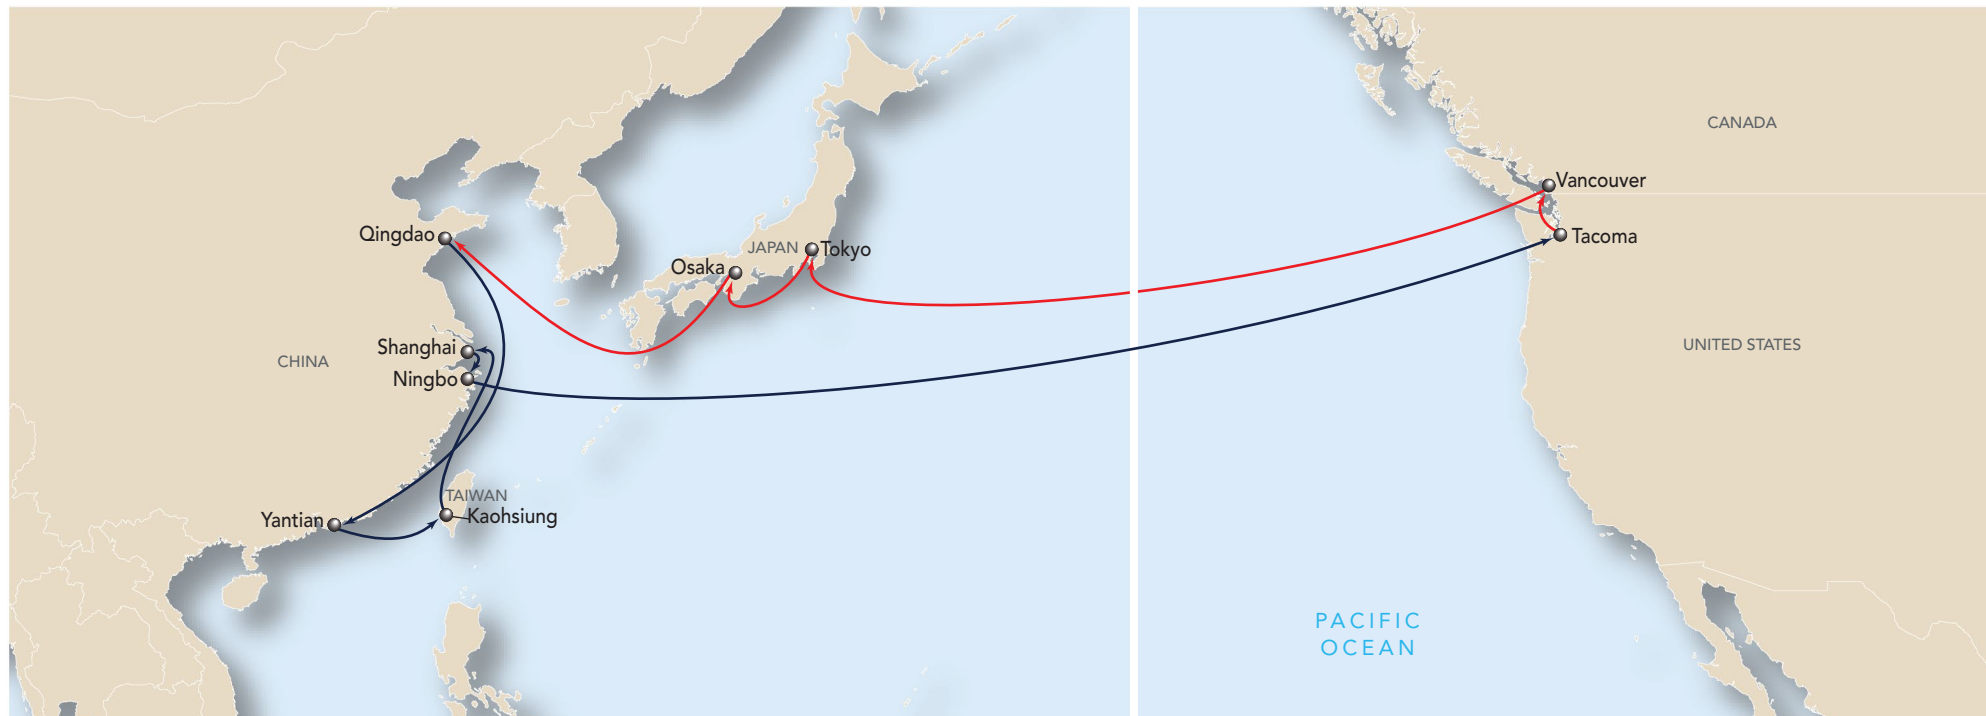 CANADA
Vancouver
Qingdao
Tacoma
JAPAN
Tokyo
Osaka
Shanghai
UNITED STATES
CHINA
Ningbo
TAIWAN
Yantian
Kaohsiung
PACIFIC
OCEAN